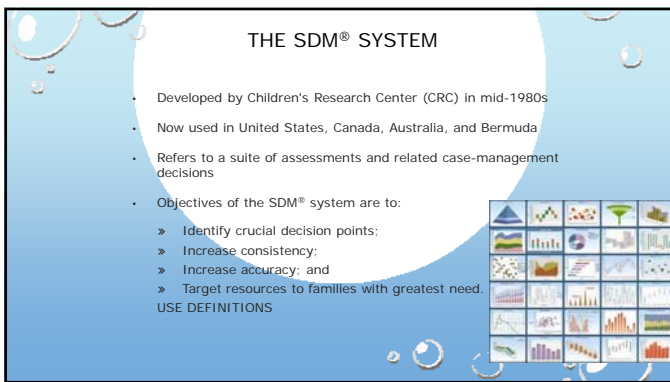 THE SDM® SYSTEM
• Developed by Children's Research Center (CRC) in mid-1980s
• Now used in United States, Canada, Australia, and Bermuda
• Refers to a suite of assessments and related case-management
decisions
• Objectives of the SDM® system are to:
» Identify crucial decision points;
» Increase consistency;
» Increase accuracy; and
» Target resources to families with greatest need.
USE DEFINITIONS